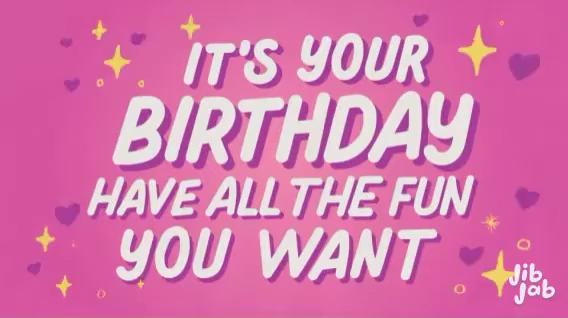 IT'S YOUR
BIRTHDAY
HAVE ALL THE FUN
YOU WANT
Jib
Jab